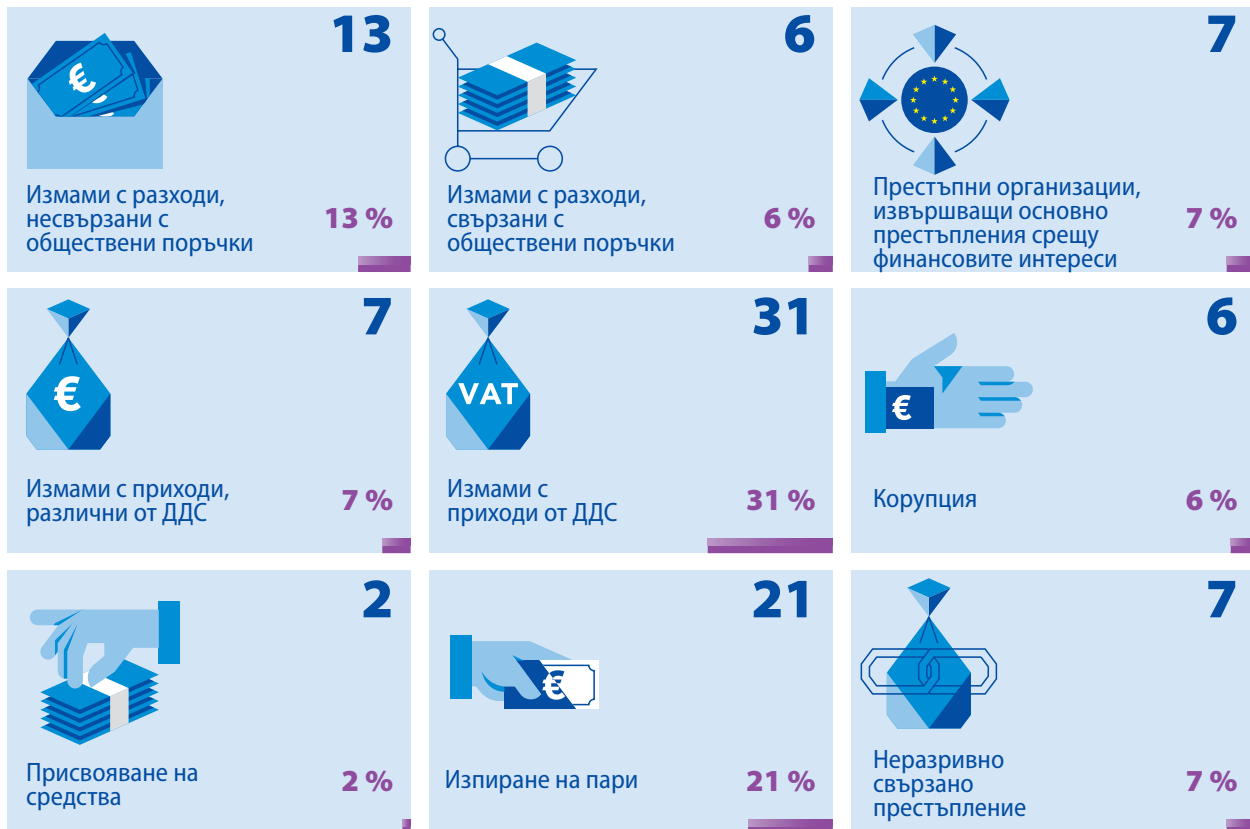 13
€
Измами с разходи,
несвързани с
обществени поръчки
13 %
6
Измами с разходи,
свързани с
обществени поръчки
6 %
7
Престъпни организации,
извършващи основно
престъпления срещу
финансовите интереси
7 %
7
€
Измами с приходи,
различни от ДДС
7 %
31
VAT
Измами с
приходи от ДДС
31 %
6
€
Корупция
6 %
2
Присвояване на
средства
2 %
21
€
Изпиране на пари
21 %
7
Неразривно
свързано
престъпление
7 %